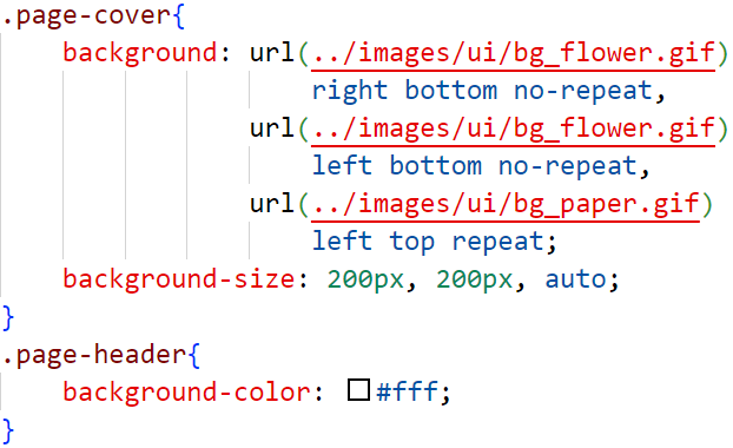 .page-cover{
background: url(../images/ui/bg_flower.gif)
right bottom no-repeat,
url(../images/ui/bg_flower.gif)
left bottom no-repeat,
url(../images/ui/bg_paper.gif)
left top repeat;
background-size: 200px, 200px, auto;
}
.page-header{
background-color: #fff;
}